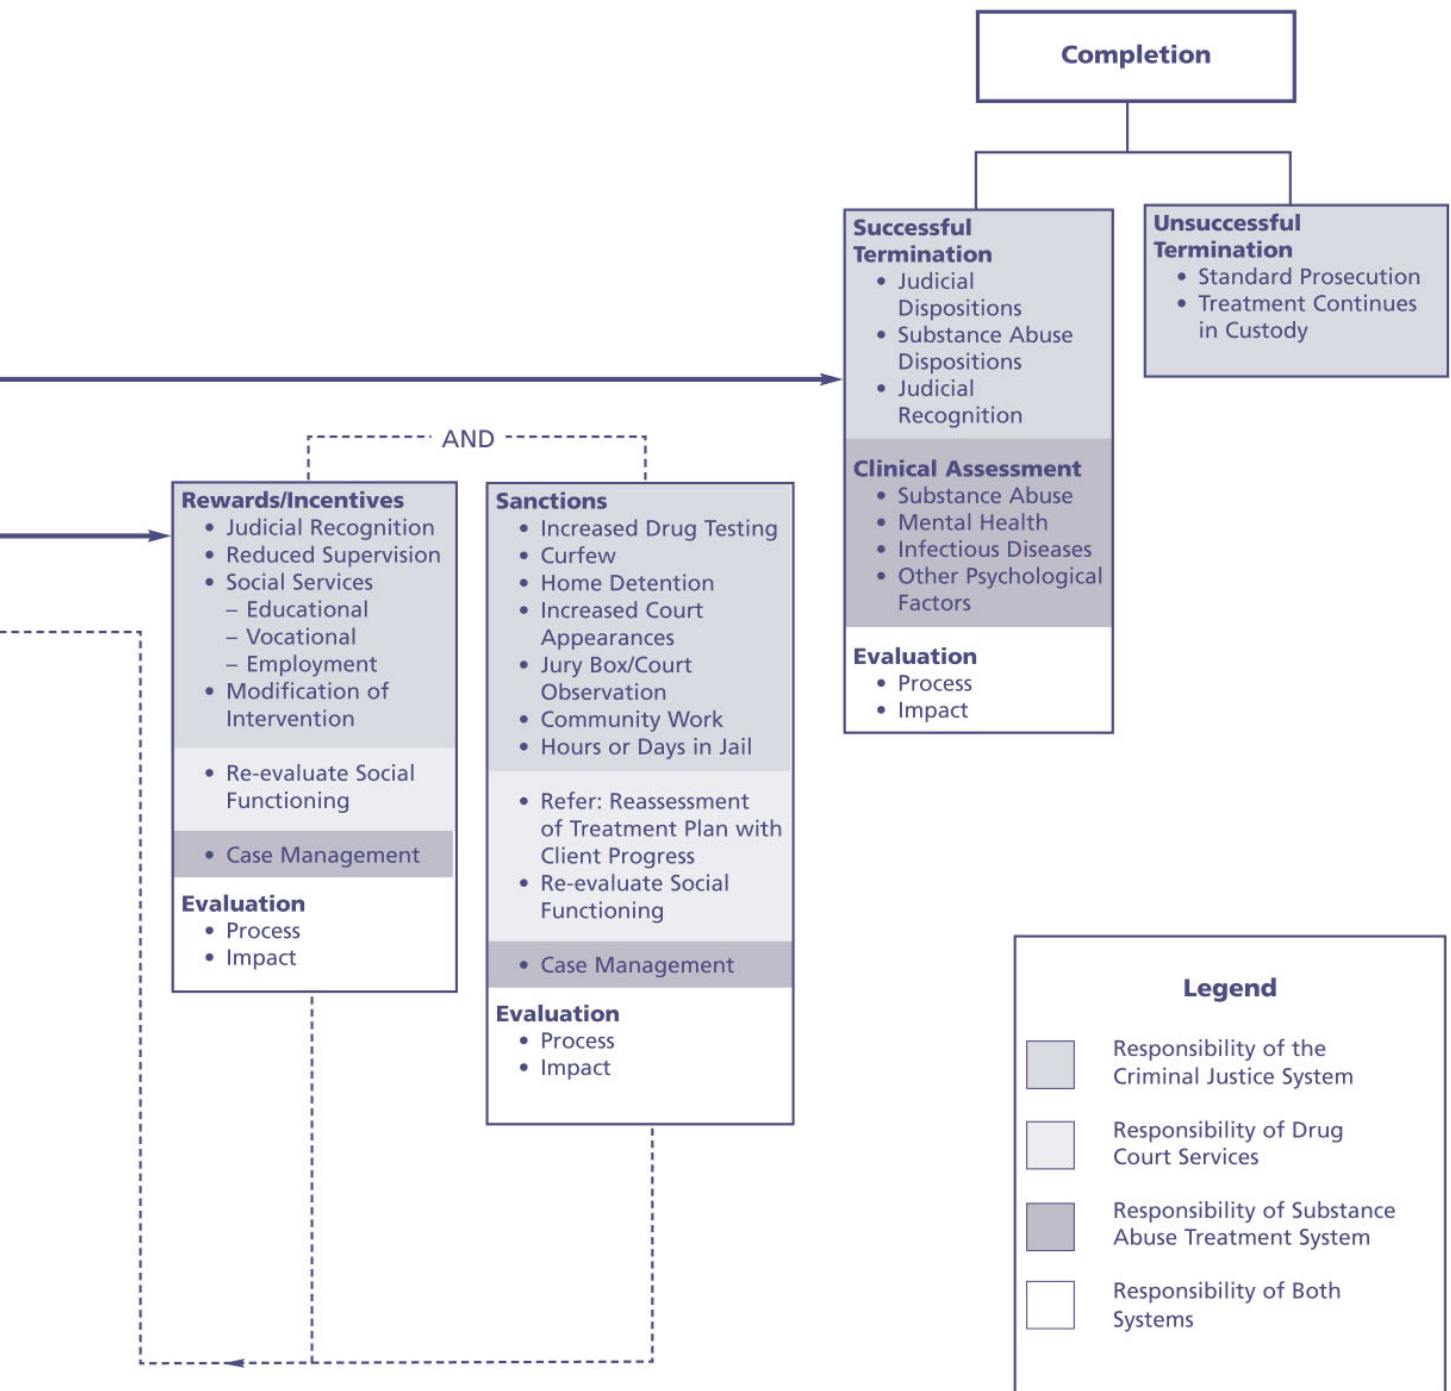 Completion
Successful
Termination
• Judicial
Dispositions
• Substance Abuse
Dispositions
• Judicial
Recognition
Clinical Assessment
• Substance Abuse
• Mental Health
• Infectious Diseases
• Other Psychological
Factors
Evaluation
• Process
• Impact
Unsuccessful
Termination
• Standard Prosecution
• Treatment Continues
in Custody
AND
Rewards/Incentives
• Judicial Recognition
• Reduced Supervision
• Social Services
– Educational
– Vocational
– Employment
• Modification of
Intervention
• Re-evaluate Social
Functioning
• Case Management
Evaluation
• Process
• Impact
Sanctions
• Increased Drug Testing
• Curfew
• Home Detention
• Increased Court
Appearances
• Jury Box/Court
Observation
• Community Work
• Hours or Days in Jail
• Refer: Reassessment
of Treatment Plan with
Client Progress
• Re-evaluate Social
Functioning
• Case Management
Evaluation
• Process
• Impact
Legend
Responsibility of the
Criminal Justice System
Responsibility of Drug
Court Services
Responsibility of Substance
Abuse Treatment System
Responsibility of Both
Systems